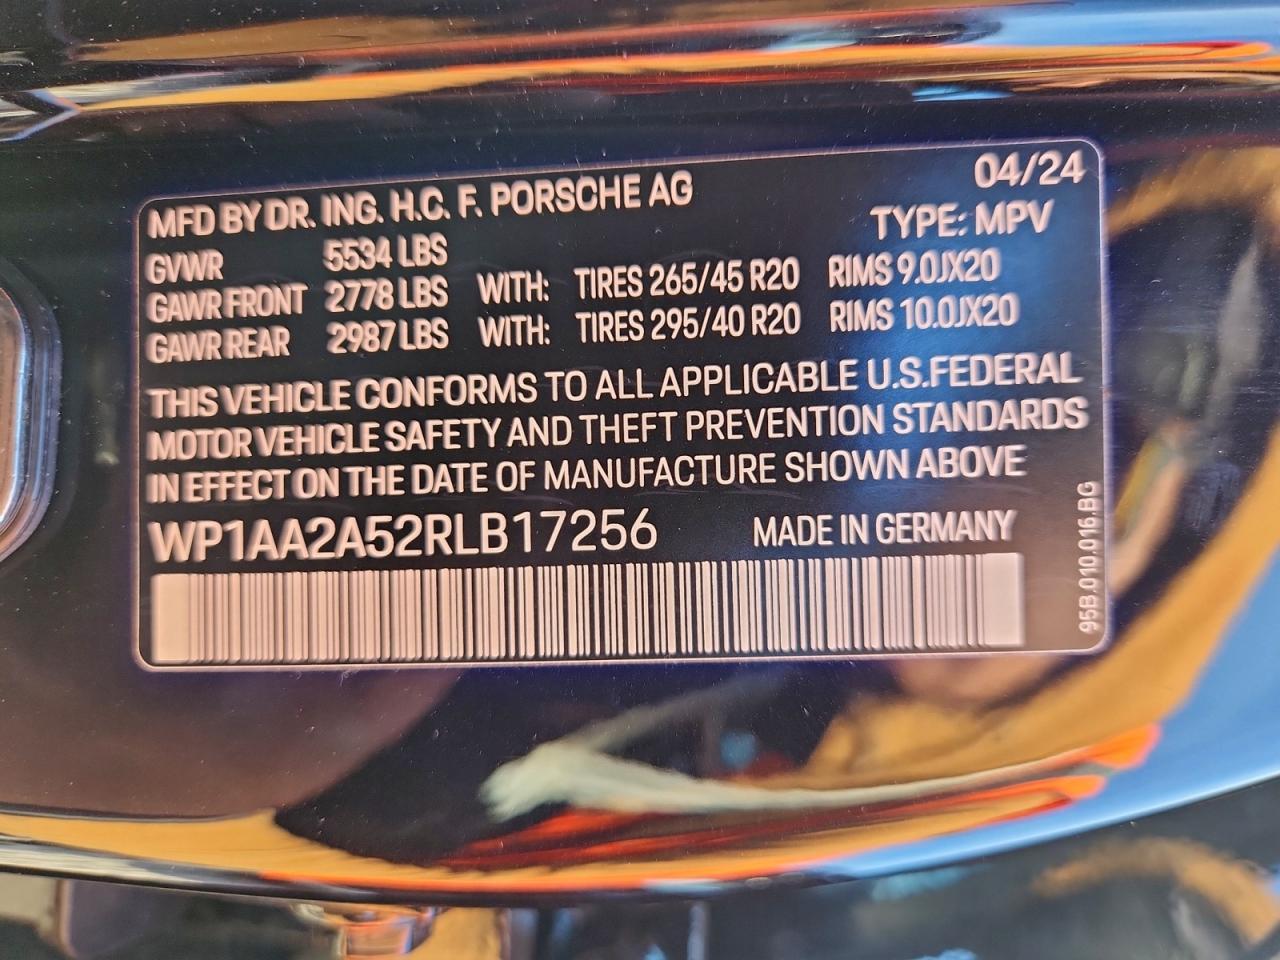 04/24
MFD BY DR. ING. H.C. F. PORSCHE AG
TYPE: MPV
GVWR 5534 LBS
GAWR FRONT 2778 LBS WITH: TIRES 265/45 R20 RIMS 9.0JX20
GAWR REAR 2987 LBS WITH: TIRES 295/40 R20 RIMS 10.0JX20
THIS VEHICLE CONFORMS TO ALL APPLICABLE U.S.FEDERAL
MOTOR VEHICLE SAFETY AND THEFT PREVENTION STANDARDS
IN EFFECT ON THE DATE OF MANUFACTURE SHOWN ABOVE
WP1AA2A52RLB17256 MADE IN GERMANY
95B.010.016.BG